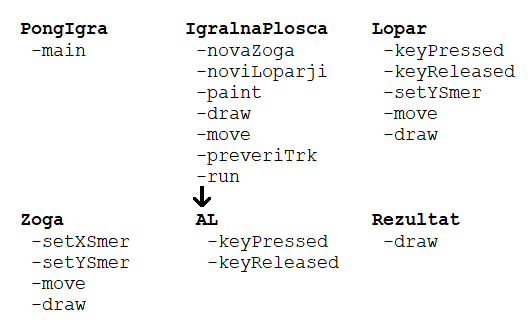 PongIgra
-main
IgralnaPlosca
-novaZoga
-noviLoparji
-paint
-draw
-move
-preveriTrk
-run
Lopar
-keyPressed
-keyReleased
-setYSmer
-move
-draw
Zoga
-setXSmer
-setYSmer
-move
-draw
AL
-keyPressed
-keyReleased
Rezultat
-draw